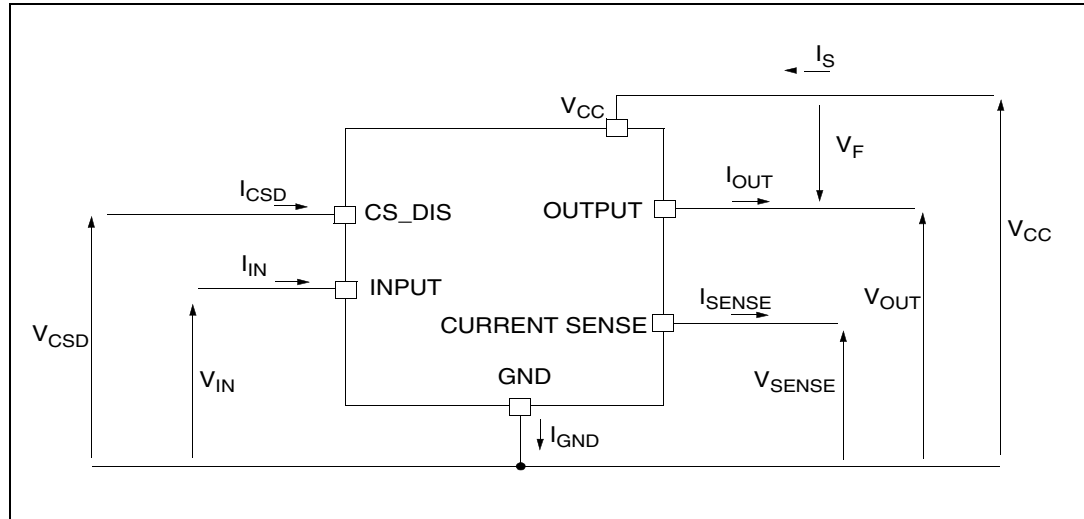 I_S
V_CC
V_F
I_CSD
I_OUT
CS_DIS
OUTPUT
V_CC
I_IN
INPUT
I_SENSE
V_OUT
CURRENT SENSE
V_CSD
V_IN
GND
V_SENSE
I_GND